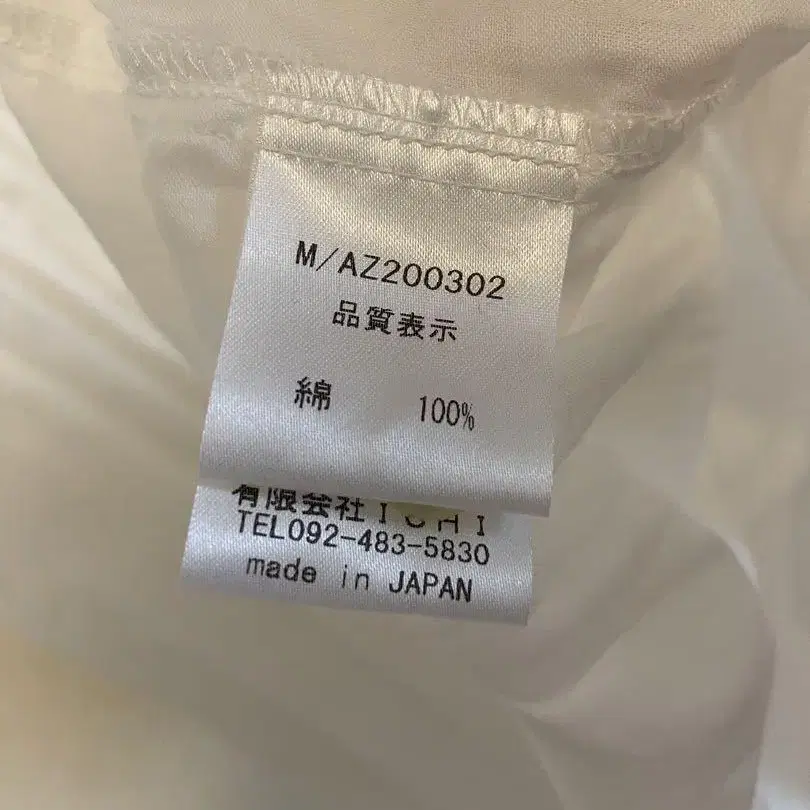 M/AZ200302
品質表示
綿 100%
有限会社ICHI
TEL092-483-5830
made in JAPAN